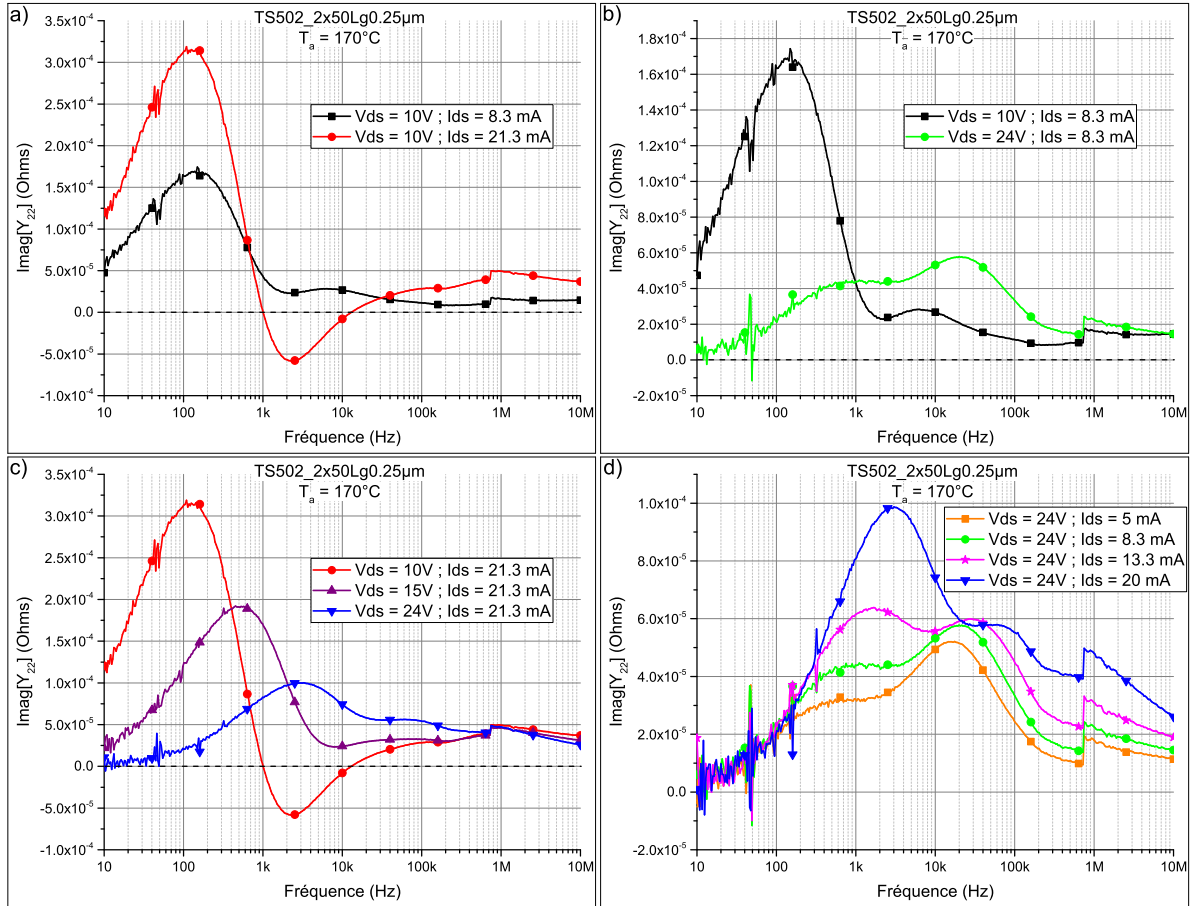 a)
TS502_2x50Lg0.25µm
Ta = 170°C
3.5x10-4
3.0x10-4
2.5x10-4
2.0x10-4
1.5x10-4
1.0x10-4
5.0x10-5
0.0
-5.0x10-5
-1.0x10-4
Imag[Y22] (Ohms)
Vds = 10V ; Ids = 8.3 mA
Vds = 10V ; Ids = 21.3 mA
10 100 1k 10k 100k 1M 10M
Fréquence (Hz)
b)
TS502_2x50Lg0.25µm
Ta = 170°C
1.8x10-4
1.6x10-4
1.4x10-4
1.2x10-4
1.0x10-4
8.0x10-5
6.0x10-5
4.0x10-5
2.0x10-5
0.0
-2.0x10-5
Imag[Y22] (Ohms)
Vds = 10V ; Ids = 8.3 mA
Vds = 24V ; Ids = 8.3 mA
10 100 1k 10k 100k 1M 10M
Fréquence (Hz)
c)
TS502_2x50Lg0.25µm
Ta = 170°C
3.5x10-4
3.0x10-4
2.5x10-4
2.0x10-4
1.5x10-4
1.0x10-4
5.0x10-5
0.0
-5.0x10-5
-1.0x10-4
Imag[Y22] (Ohms)
Vds = 10V ; Ids = 21.3 mA
Vds = 15V ; Ids = 21.3 mA
Vds = 24V ; Ids = 21.3 mA
10 100 1k 10k 100k 1M 10M
Fréquence (Hz)
d)
TS502_2x50Lg0.25µm
Ta = 170°C
1.0x10-4
8.0x10-5
6.0x10-5
4.0x10-5
2.0x10-5
0.0
-2.0x10-5
Imag[Y22] (Ohms)
Vds = 24V ; Ids = 5 mA
Vds = 24V ; Ids = 8.3 mA
Vds = 24V ; Ids = 13.3 mA
Vds = 24V ; Ids = 20 mA
10 100 1k 10k 100k 1M 10M
Fréquence (Hz)